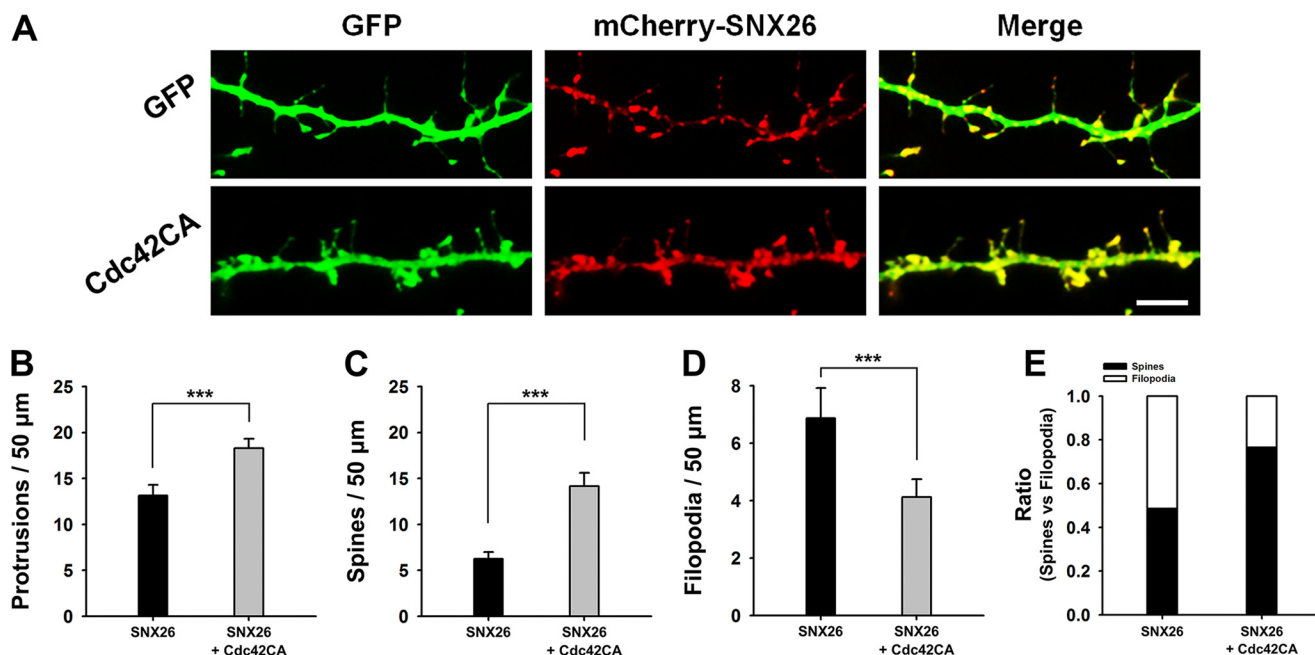 A
GFP
mCherry-SNX26
Merge
GFP
Cdc42CA
B
Protrusions / 50 µm
25
20
15
10
5
0
***
SNX26
SNX26
+ Cdc42CA
C
Spines / 50 µm
25
20
15
10
5
0
***
SNX26
SNX26
+ Cdc42CA
D
Filopodia / 50 µm
8
6
4
2
0
***
SNX26
SNX26
+ Cdc42CA
E
Spines
Filopodia
Ratio
(Spines vs Filopodia)
1.0
0.8
0.6
0.4
0.2
0.0
SNX26
SNX26
+ Cdc42CA